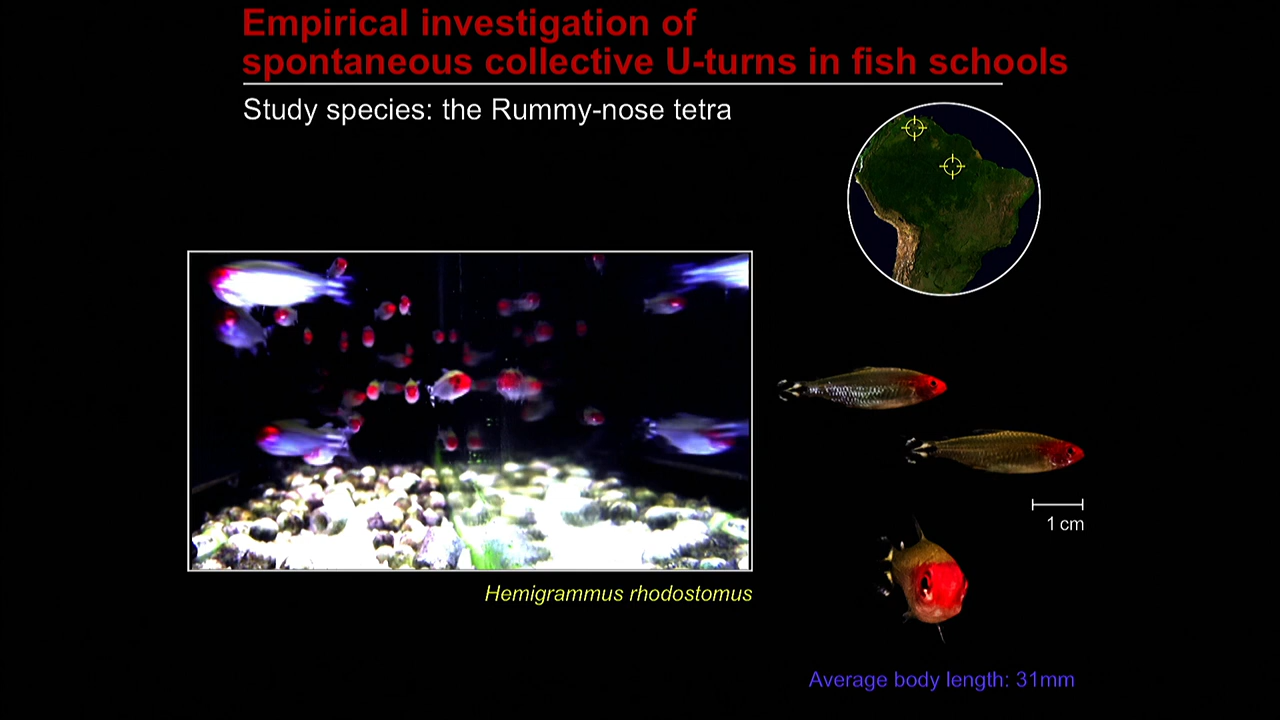 Empirical investigation of
spontaneous collective U-turns in fish schools
Study species: the Rummy-nose tetra
1 cm
Hemigrammus rhodostomus
Average body length: 31mm